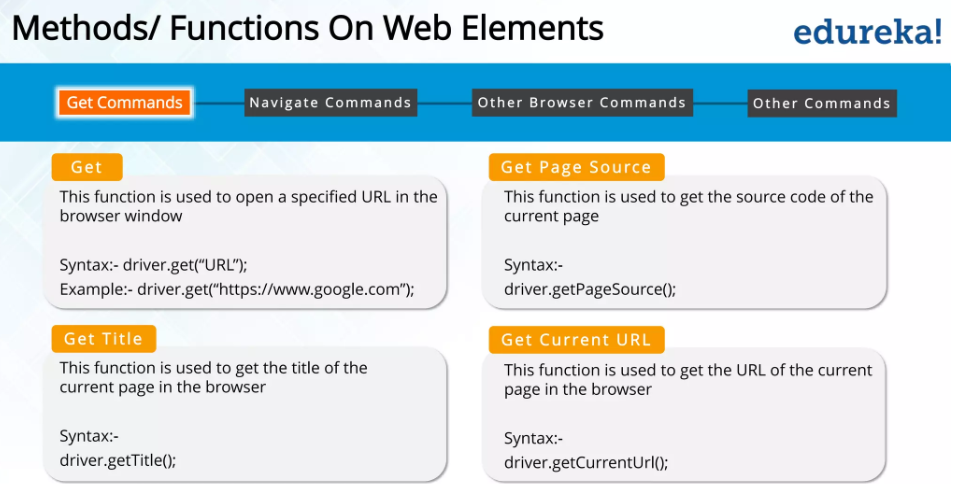 Methods/ Functions On Web Elements
edureka!
Get Commands
Navigate Commands
Other Browser Commands
Other Commands
Get
This function is used to open a specified URL in the
browser window
Syntax:- driver.get(“URL”);
Example:- driver.get(“https://www.google.com”);
Get Page Source
This function is used to get the source code of the
current page
Syntax:-
driver.getPageSource();
Get Title
This function is used to get the title of the
current page in the browser
Syntax:-
driver.getTitle();
Get Current URL
This function is used to get the URL of the current
page in the browser
Syntax:-
driver.getCurrentUrl();